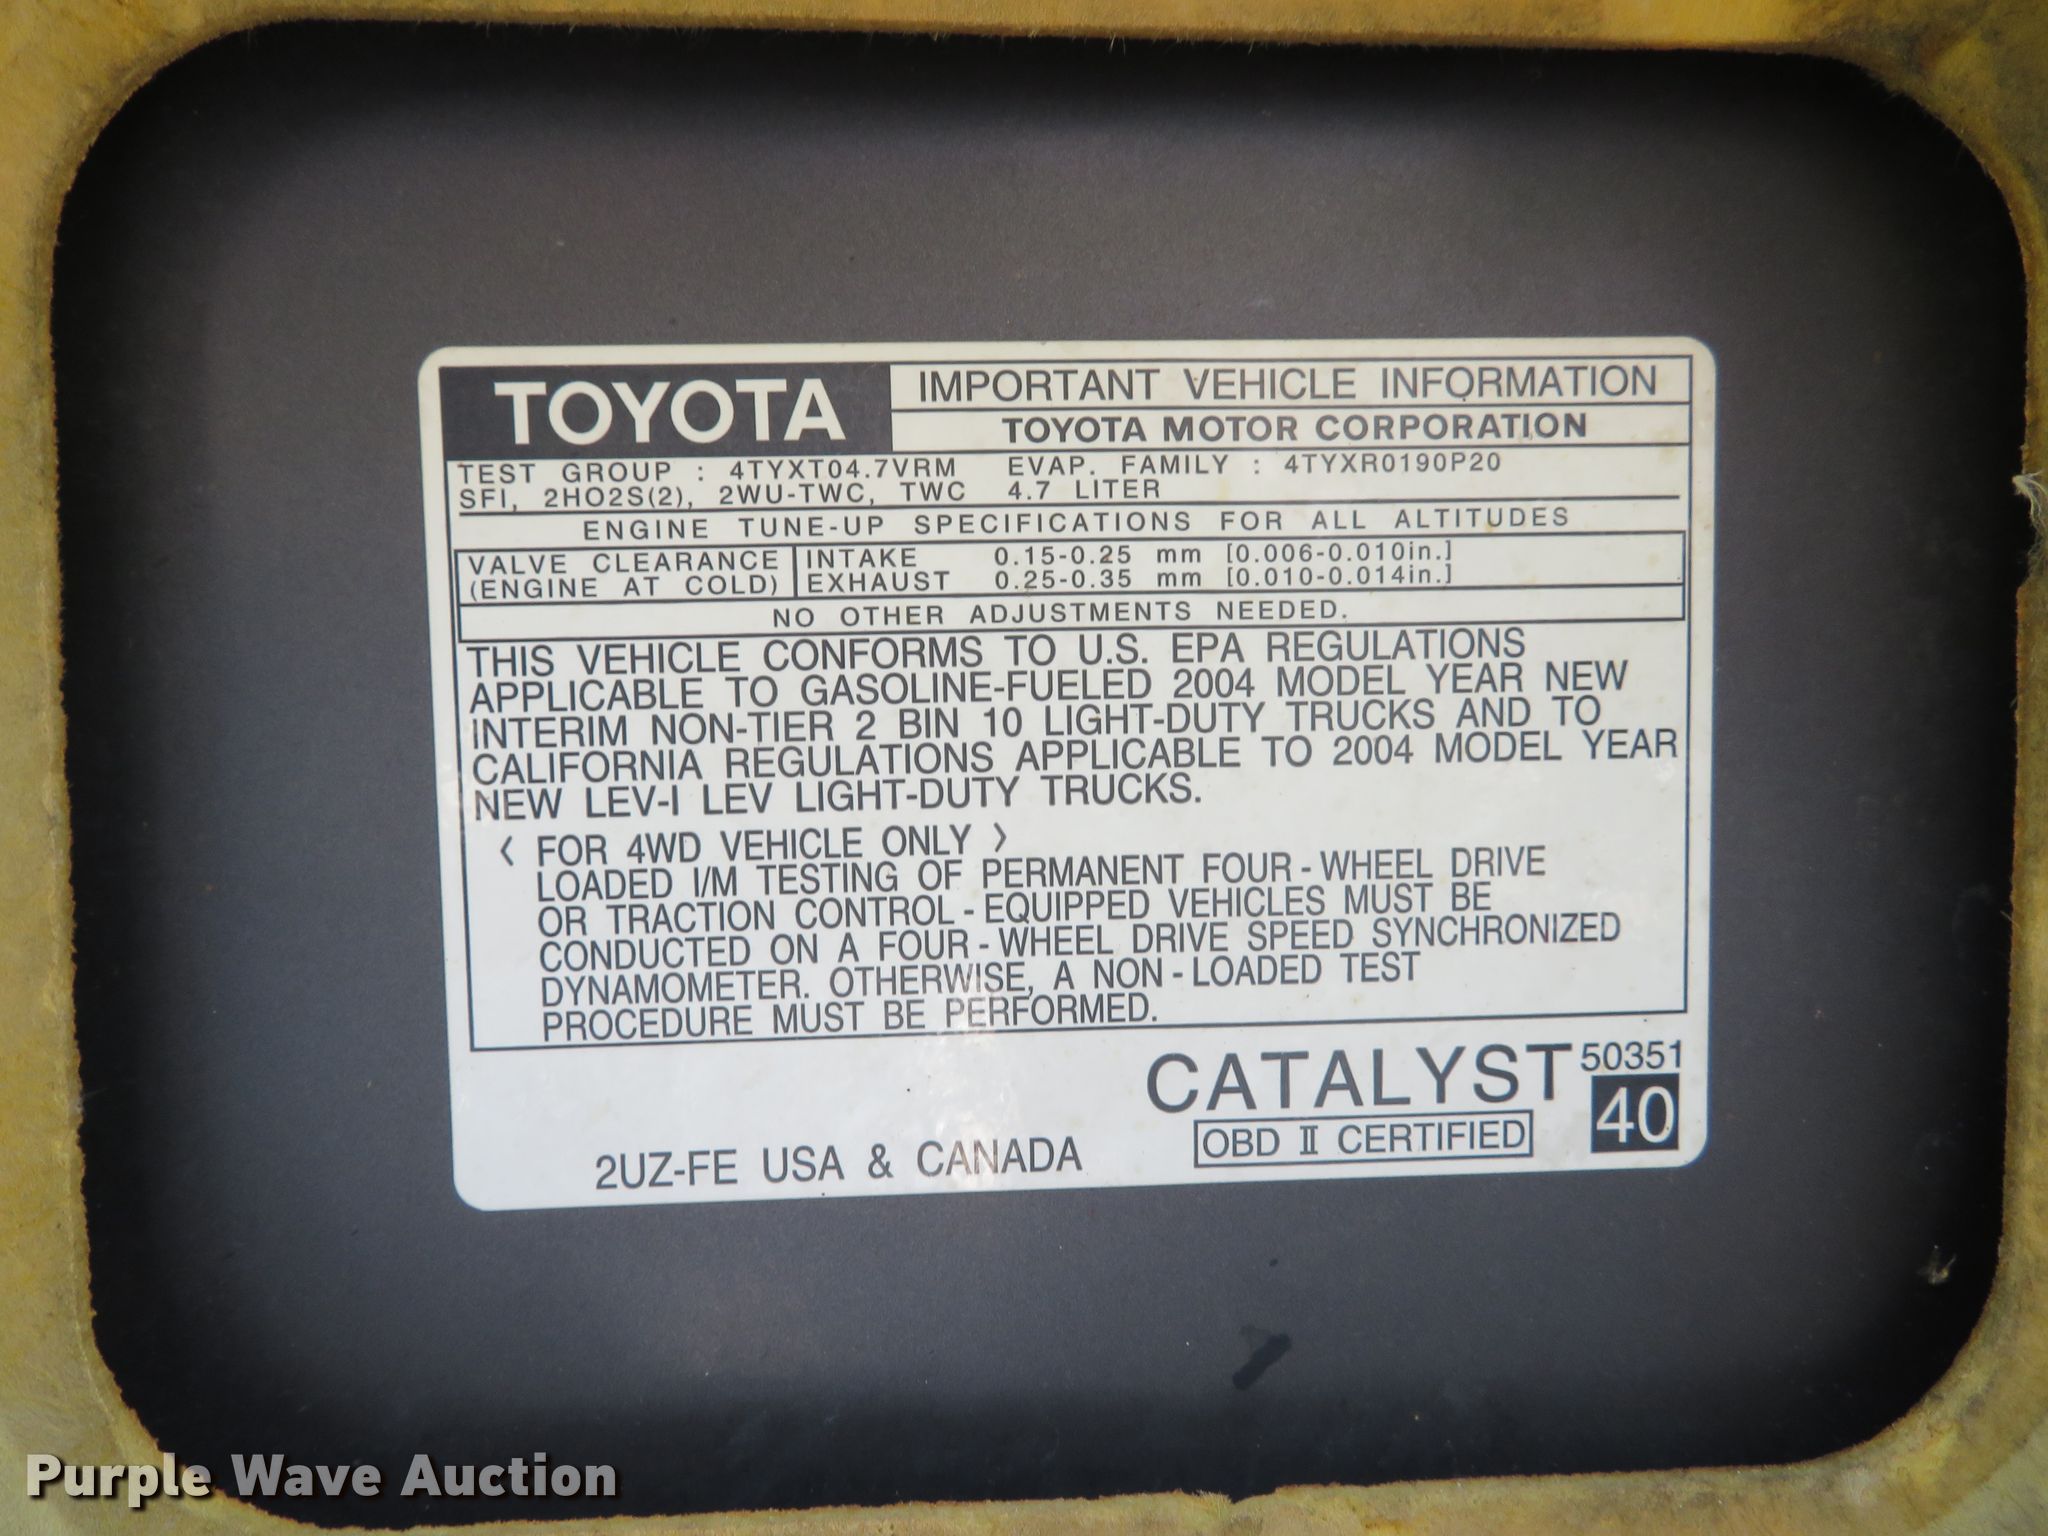 TOYOTA
IMPORTANT VEHICLE INFORMATION
TOYOTA MOTOR CORPORATION
TEST GROUP : 4TYXT04.7VRM EVAP. FAMILY : 4TYXR0190P20
SFI, 2HO2S(2), 2WU-TWC, TWC 4.7 LITER
ENGINE TUNE-UP SPECIFICATIONS FOR ALL ALTITUDES
VALVE CLEARANCE INTAKE 0.15-0.25 mm [0.006-0.010in.]
(ENGINE AT COLD) EXHAUST 0.25-0.35 mm [0.010-0.014in.]
NO OTHER ADJUSTMENTS NEEDED.
THIS VEHICLE CONFORMS TO U.S. EPA REGULATIONS
APPLICABLE TO GASOLINE-FUELED 2004 MODEL YEAR NEW
INTERIM NON-TIER 2 BIN 10 LIGHT-DUTY TRUCKS AND TO
CALIFORNIA REGULATIONS APPLICABLE TO 2004 MODEL YEAR
NEW LEV-I LEV LIGHT-DUTY TRUCKS.
〈 FOR 4WD VEHICLE ONLY 〉
LOADED I/M TESTING OF PERMANENT FOUR-WHEEL DRIVE
OR TRACTION CONTROL-EQUIPPED VEHICLES MUST BE
CONDUCTED ON A FOUR-WHEEL DRIVE SPEED SYNCHRONIZED
DYNAMOMETER. OTHERWISE, A NON-LOADED TEST
PROCEDURE MUST BE PERFORMED.
CATALYST 50351
40
OBD II CERTIFIED
2UZ-FE USA & CANADA
Purple Wave Auction